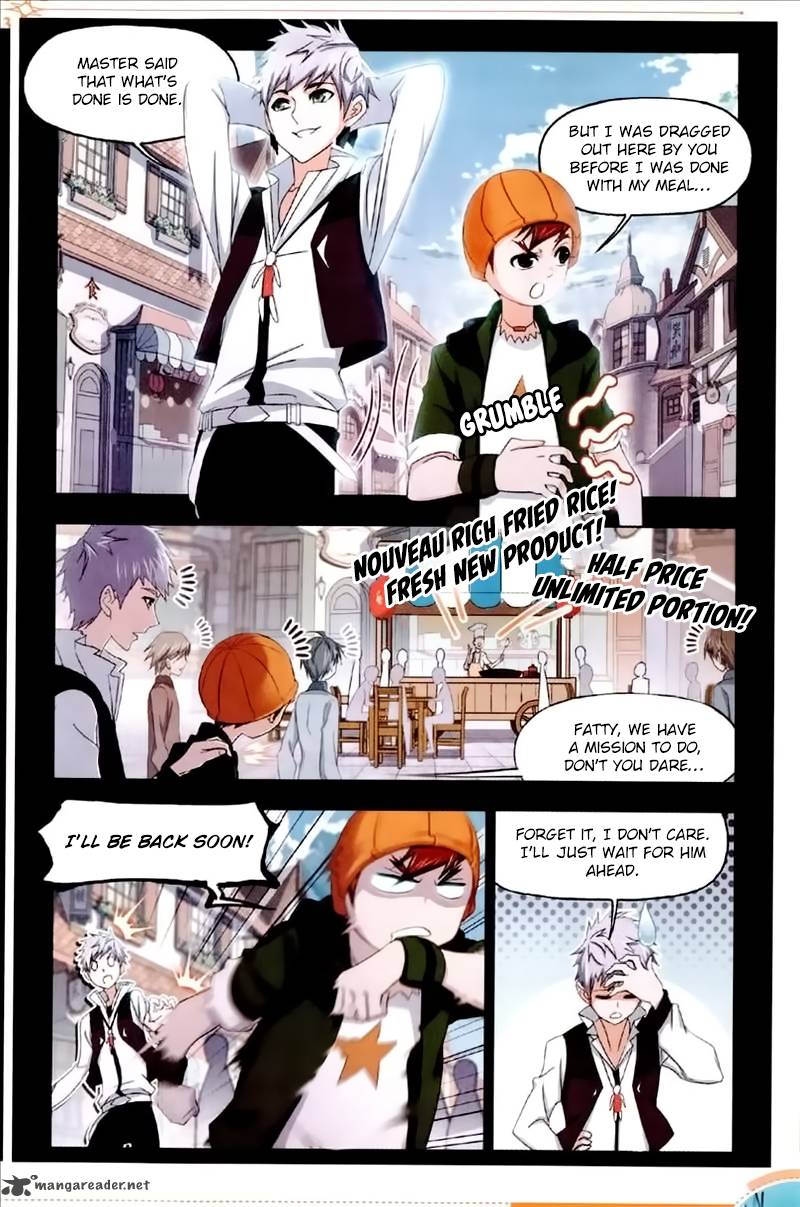 3
MASTER SAID
THAT WHAT'S
DONE IS DONE.
BUT I WAS DRAGGED
OUT HERE BY YOU
BEFORE I WAS DONE
WITH MY MEAL...
食
GRUMBLE
NOUVEAU RICH FRIED RICE!
FRESH NEW PRODUCT!
HALF PRICE
UNLIMITED PORTION!
FATTY, WE HAVE
A MISSION TO DO,
DON'T YOU DARE...
I'LL BE BACK SOON!
FORGET IT, I DON'T CARE.
I'LL JUST WAIT FOR HIM
AHEAD.
mangareader.net